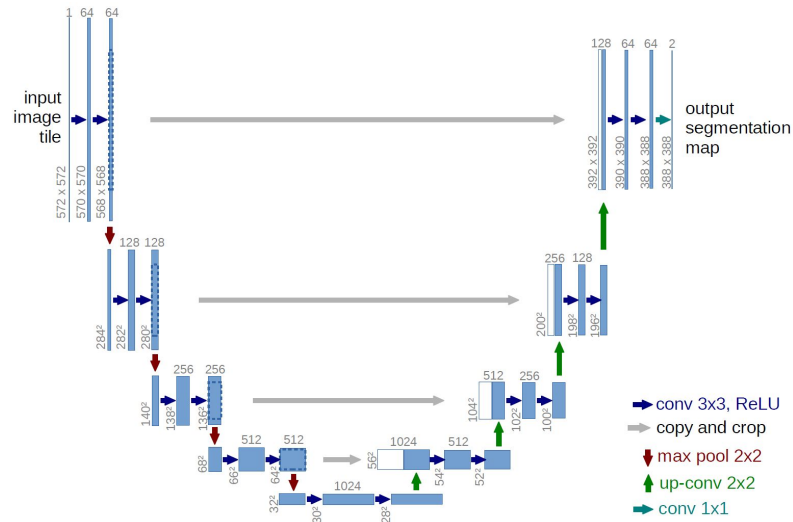 1 64 64
128 64 64 2
input
image
tile
output
segmentation
map
572 x 572
570 x 570
568 x 568
392 x 392
390 x 390
388 x 388
388 x 388
128 128
256 128
284²
282²
280²
200²
198²
196²
256 256
512 256
140²
138²
136²
104²
102²
100²
512 512
1024 512
68²
66²
64²
56²
54²
52²
1024
32²
30²
28²
conv 3x3, ReLU
copy and crop
max pool 2x2
up-conv 2x2
conv 1x1